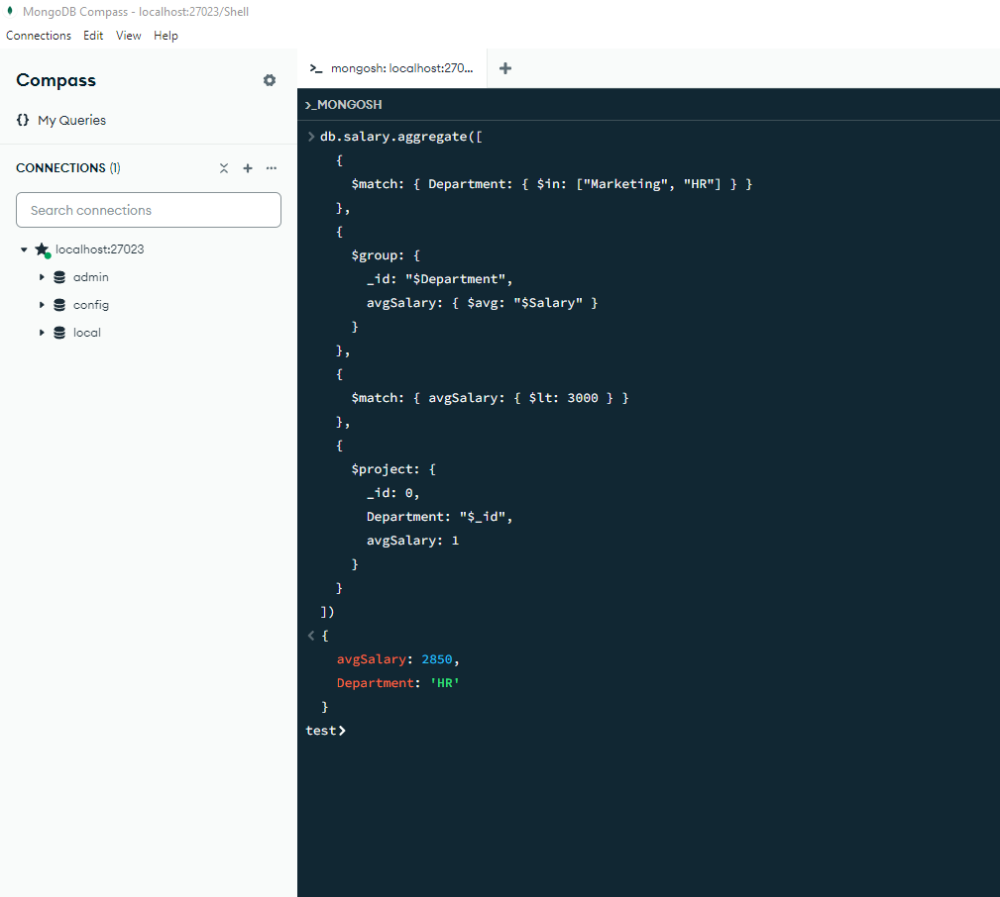 MongoDB Compass - localhost:27023/Shell
Connections Edit View Help
Compass
{} My Queries
CONNECTIONS (1)
Search connections
localhost:27023
admin
config
local
>_ mongosh: localhost:270...
>_MONGOSH
> db.salary.aggregate([
{
$match: { Department: { $in: ["Marketing", "HR"] } }
},
{
$group: {
_id: "$Department",
avgSalary: { $avg: "$Salary" }
}
},
{
$match: { avgSalary: { $lt: 3000 } }
},
{
$project: {
_id: 0,
Department: "$_id",
avgSalary: 1
}
}
])
< {
avgSalary: 2850,
Department: 'HR'
}
test>